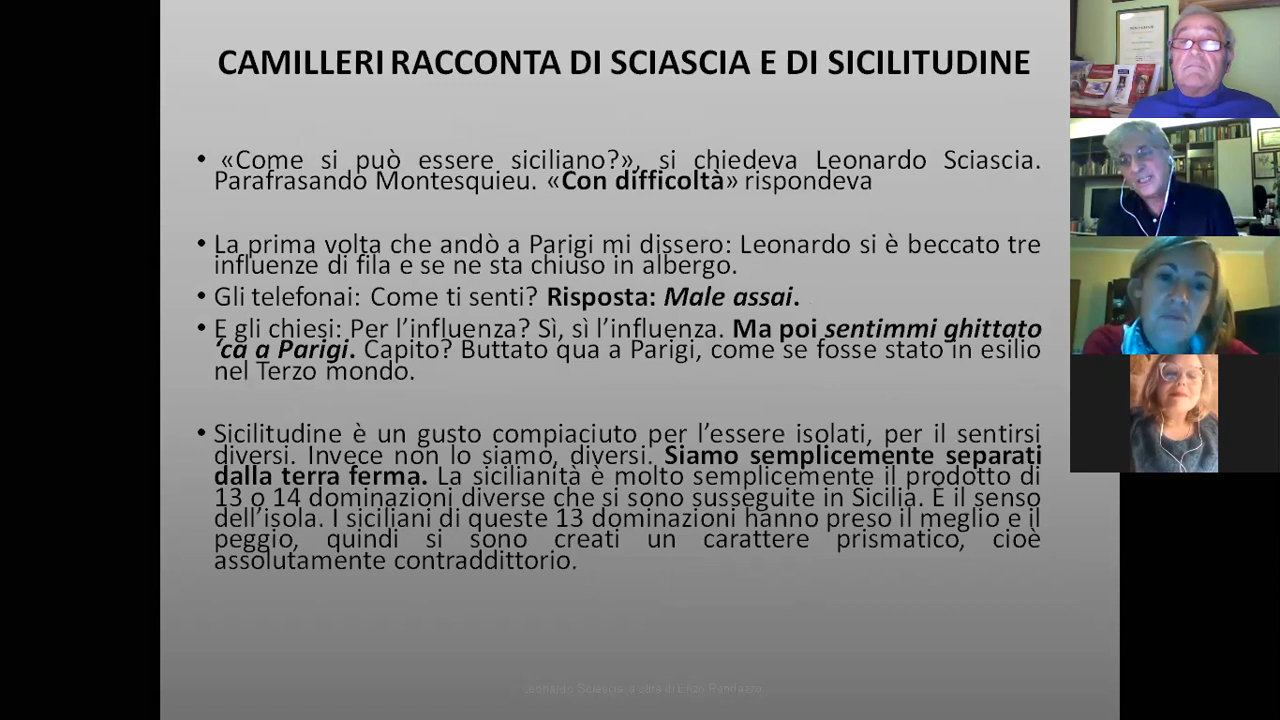 CAMILLERI RACCONTA DI SCIASCIA E DI SICILITUDINE
• «Come si può essere siciliano?», si chiedeva Leonardo Sciascia.
Parafrasando Montesquieu. «Con difficoltà» rispondeva
• La prima volta che andò a Parigi mi dissero: Leonardo si è beccato tre
influenze di fila e se ne sta chiuso in albergo.
• Gli telefonai: Come ti senti? Risposta: Male assai.
• E gli chiesi: Per l’influenza? Sì, sì l’influenza. Ma poi sentimmi ghittato
‘ca a Parigi. Capito? Buttato qua a Parigi, come se fosse stato in esilio
nel Terzo mondo.
• Sicilitudine è un gusto compiaciuto per l’essere isolati, per il sentirsi
diversi. Invece non lo siamo, diversi. Siamo semplicemente separati
dalla terra ferma. La sicilianità è molto semplicemente il prodotto di
13 o 14 dominazioni diverse che si sono susseguite in Sicilia. E il senso
dell’isola. I siciliani di queste 13 dominazioni hanno preso il meglio e il
peggio, quindi si sono creati un carattere prismatico, cioè
assolutamente contraddittorio.
Leonardo Sciascia a cura di Enzo